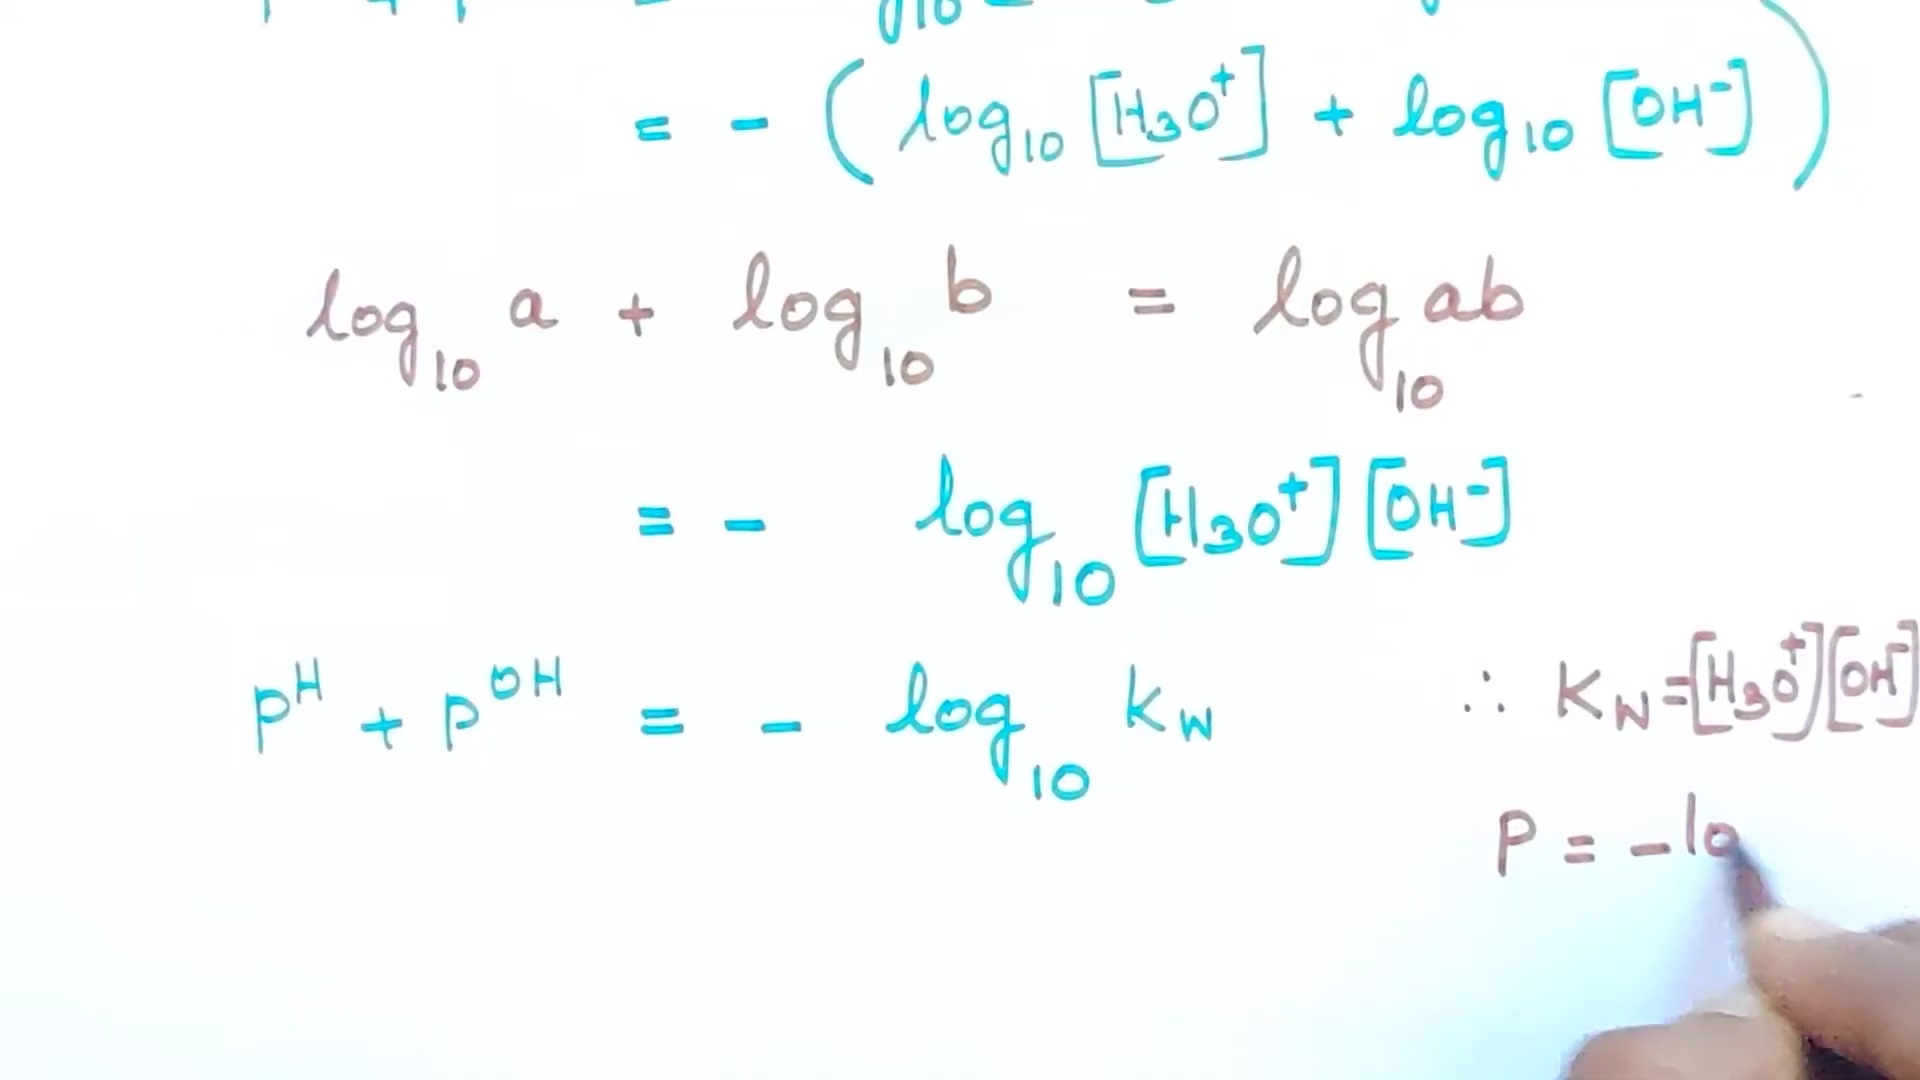 = - ( log₁₀ [H₃O⁺] + log₁₀ [OH⁻] )
log₁₀ a + log₁₀ b = log₁₀ ab
= - log₁₀ [H₃O⁺][OH⁻]
pᴴ + pᴼᴴ = - log₁₀ kw ∴ Kw = [H₃O⁺][OH⁻]
P = - lo